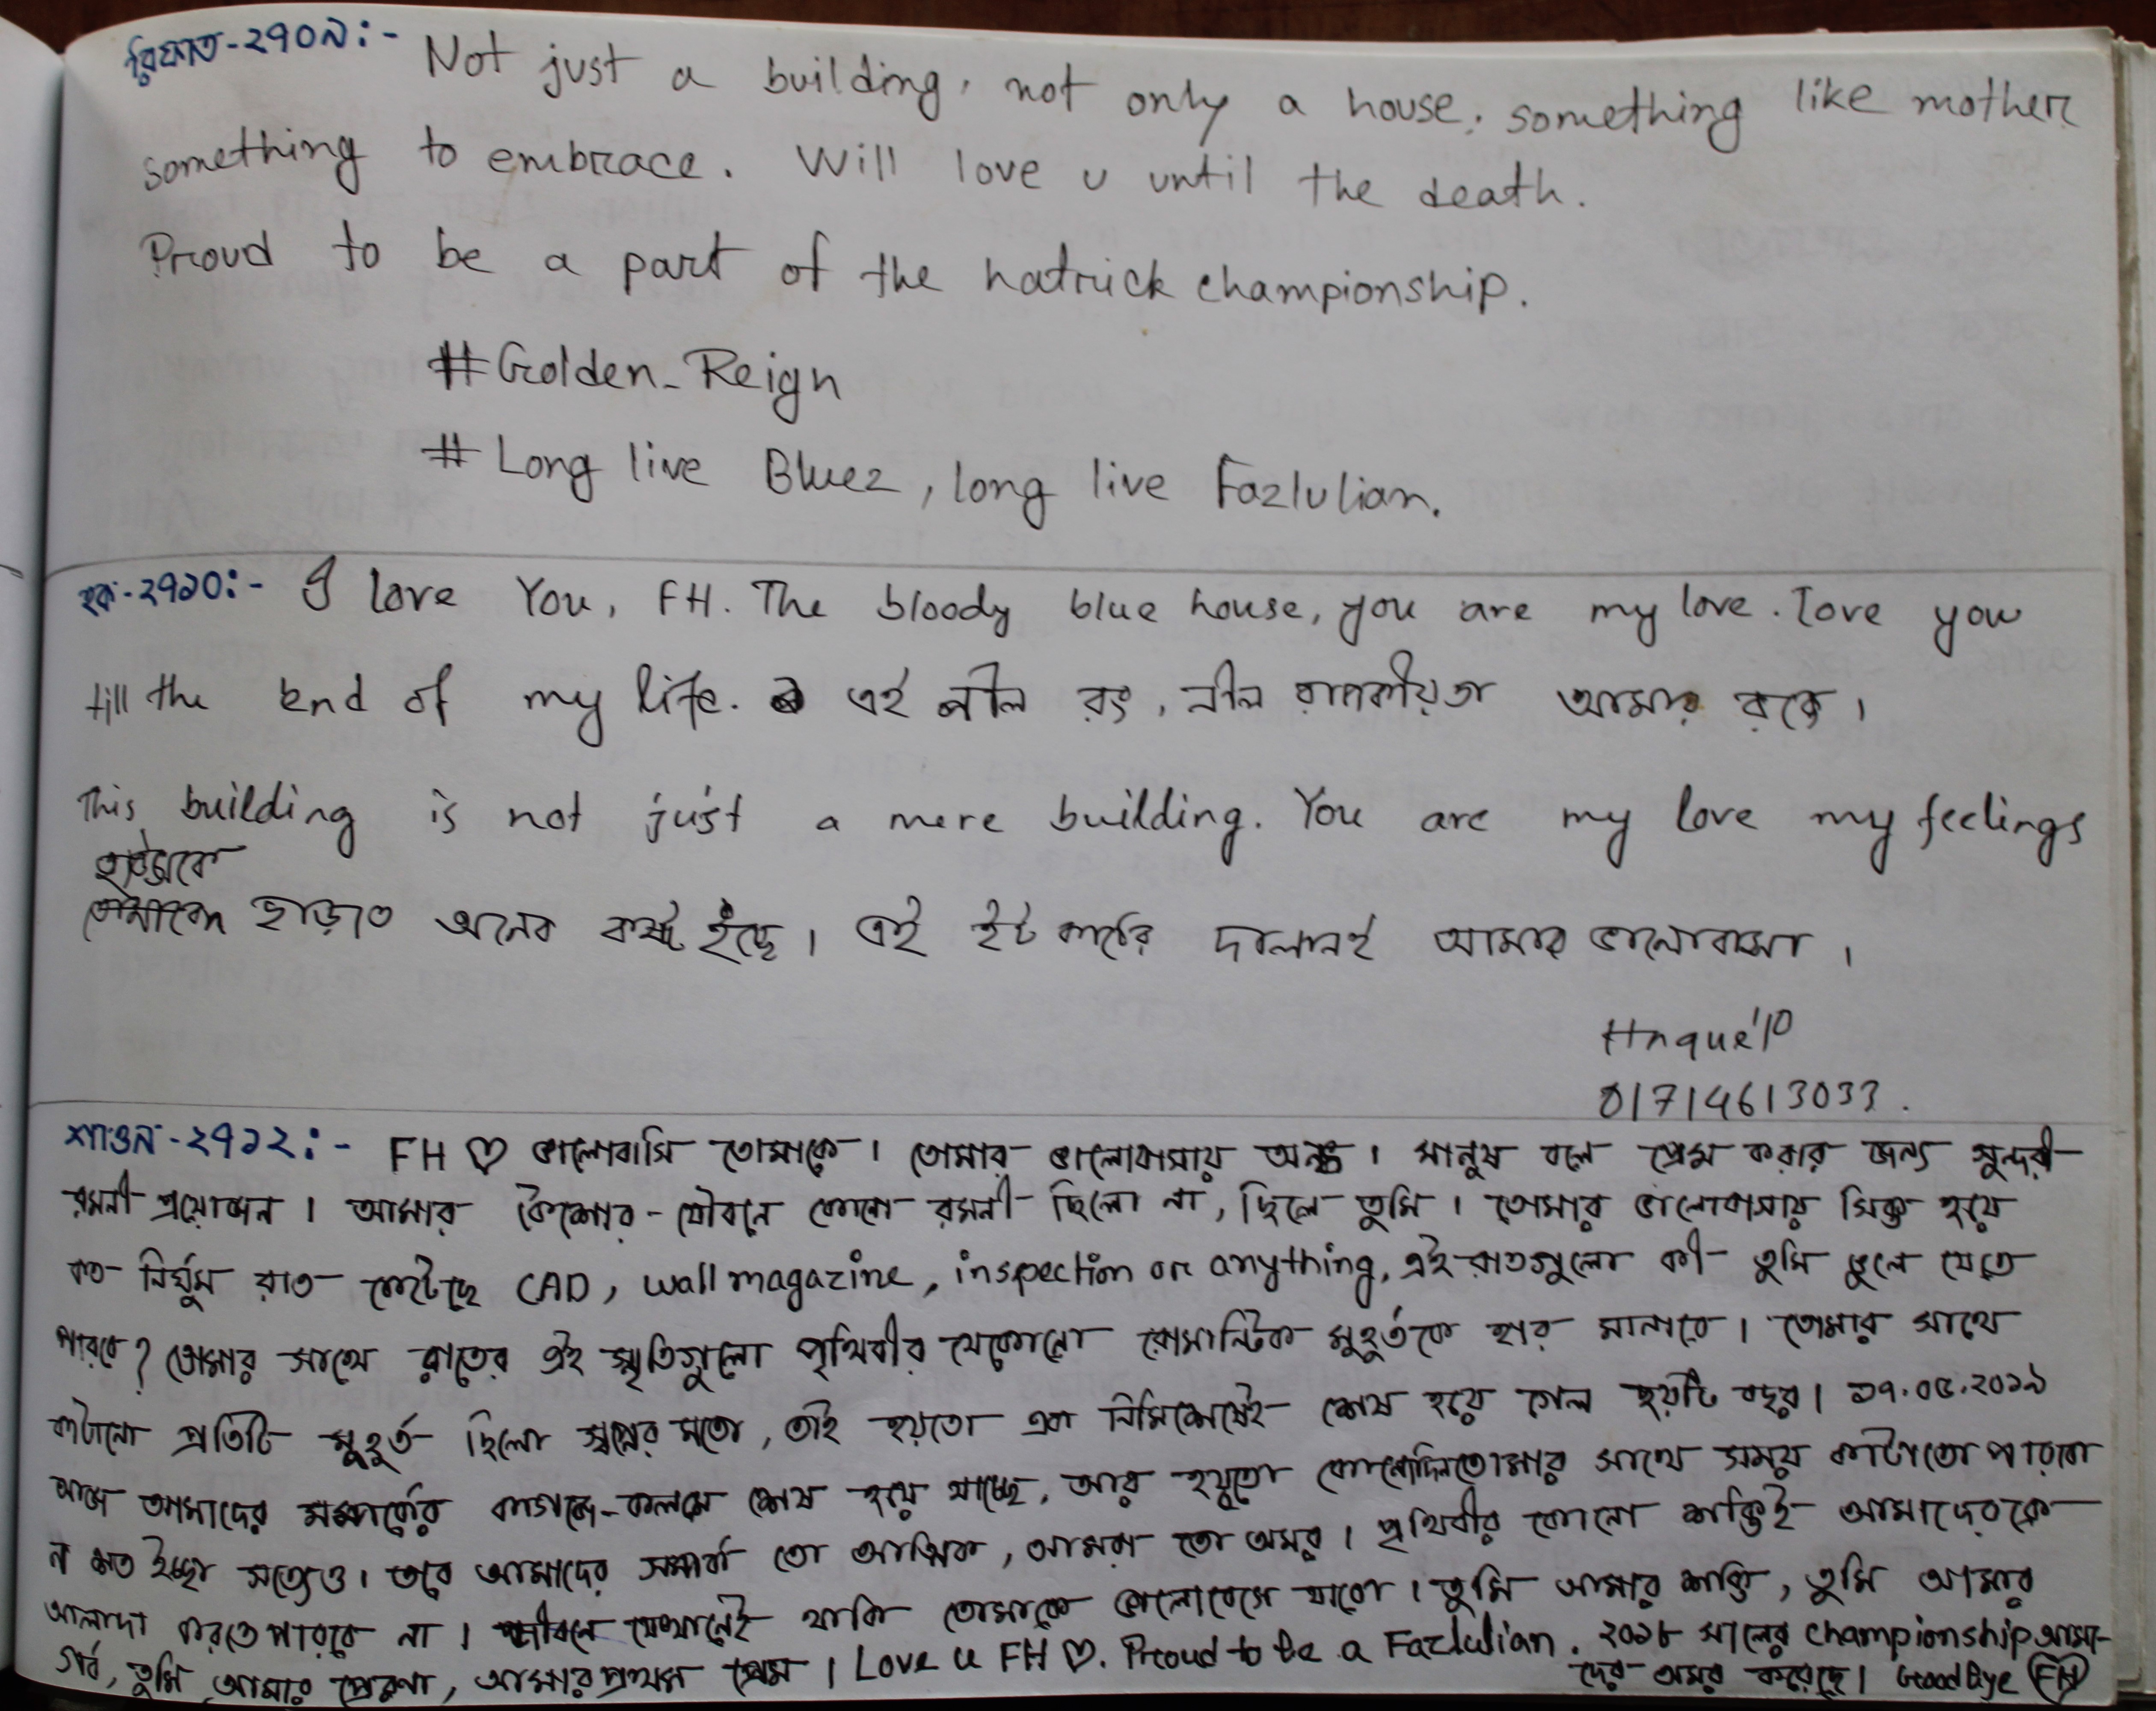 রিফাত-২৭০৯:- Not just a building, not only a house, something like mother
something to embrace. Will love u until the death.
Proud to be a part of the hatrick championship.
#Golden_Reign
# Long live Bluez, long live Fazlulian.
হক-২৭১০:- I love You, FH. The bloody blue house, you are my love. Love you
till the end of my life. এই নীল রং, নীল আমার রক্তে।
This building is not just a mere building. You are my love my feelings
হাউজকে
ছাড়তে অনেক কষ্ট হচ্ছে। এই ইট কাঠের দালানই আমার ভালোবাসা।
Haque'10
01714613033.
শাওন-২৭১২:- FH ♡ ভালোবাসি তোমাকে। তোমার ভালোবাসায় অন্ধ। মানুষ বলে প্রেম করার জন্য সুন্দরী
রমনী প্রয়োজন। আমার কৈশোর-যৌবনে কোনো রমনী ছিলো না, ছিলে তুমি। তোমার ভালোবাসায় সিক্ত হয়ে
কত নির্ঘুম রাত কেটেছে CAD, wall magazine, inspection or anything, এই রাতগুলো কী তুমি ভুলে যেতে
পারবে? তোমার সাথে রাতের এই স্মৃতিগুলো পৃথিবীর যেকোনো রোমান্টিক মুহূর্তকে হার মানাবে। তোমার সাথে
কাটানো প্রতিটি মুহূর্ত ছিলো স্বপ্নের মতো, তাই হয়তো এক নিমিশেষেই শেষ হয়ে গেল ছয়টি বছর। ১৭.০৫.২০১৯
আজ আমাদের সম্পর্কের কাগজে-কলমে শেষ হয়ে যাচ্ছে, আর হয়তো কোনোদিন তোমার সাথে সময় কাটাতে পারবো
না শত ইচ্ছা সত্ত্বেও। তবে আমাদের সম্পর্ক তো আত্মিক, আমরা তো অমর। পৃথিবীর কোনো শক্তিই আমাদেরকে
আলাদা করতে পারবে না। জীবনে যেখানেই থাকি তোমাকে ভালোবেসে যাবো। তুমি আমার শক্তি, তুমি আমার
গর্ব, তুমি আমার প্রেরণা, আমার প্রথম প্রেম। Love u FH ♡. Proud to be a Fazlulian. ২০১৮ সালের championship আমা-
দের অমর করেছে। Goodbye FH